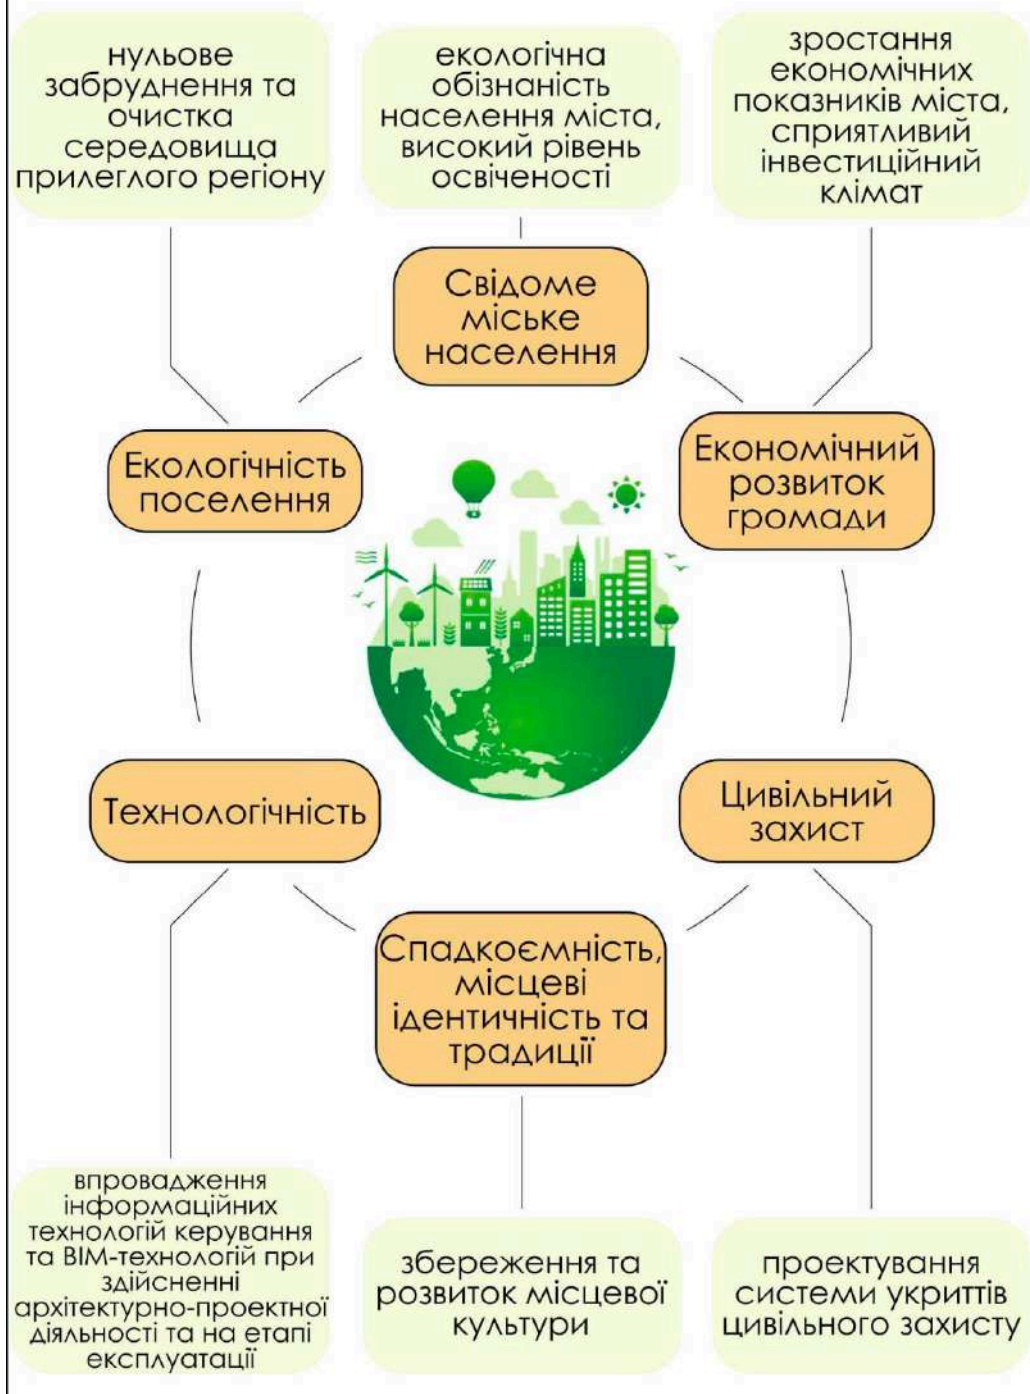 нульове
забруднення та
очистка
середовища
прилеглого регіону
екологічна
обізнаність
населення міста,
високий рівень
освіченості
зростання
економічних
показників міста,
сприятливий
інвестиційний
клімат
Свідоме
міське
населення
Екологічність
поселення
Економічний
розвиток
громади
Технологічність
Цивільний
захист
Спадкоємність,
місцеві
ідентичність та
традиції
впровадження
інформаційних
технологій керування
та BIM-технологій при
здійсненні
архітектурно-проектної
діяльності та на етапі
експлуатації
збереження та
розвиток місцевої
культури
проектування
системи укриттів
цивільного захисту